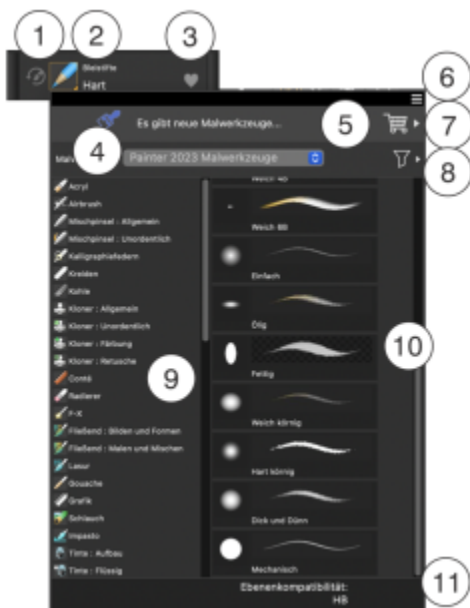 1
2
3
Bleistifte
Hart
6
Es gibt neue Malwerkzeuge...
5
7
4
Painter 2023 Malwerkzeuge
8
Acryl
Airbrush
Mischpinsel : Allgemein
Mischpinsel : Unordentlich
Kalligraphiefedern
Kreiden
Kohle
Kloner : Allgemein
Kloner : Unordentlich
Kloner : Färbung
Kloner : Retusche
Conté
Radierer
F-X
Fließend : Bilden und Formen
Fließend : Malen und Mischen
Lasur
Gouache
Grafik
Schlauch
Impasto
Tinte : Aufbau
Tinte : Flüssig
9
Weich 4B
Weich 8B
Einfach
Ölig
Fettig
Weich körnig
Hart körnig
Dick und Dünn
Mechanisch
10
Ebenenkompatibilität:
HB
11